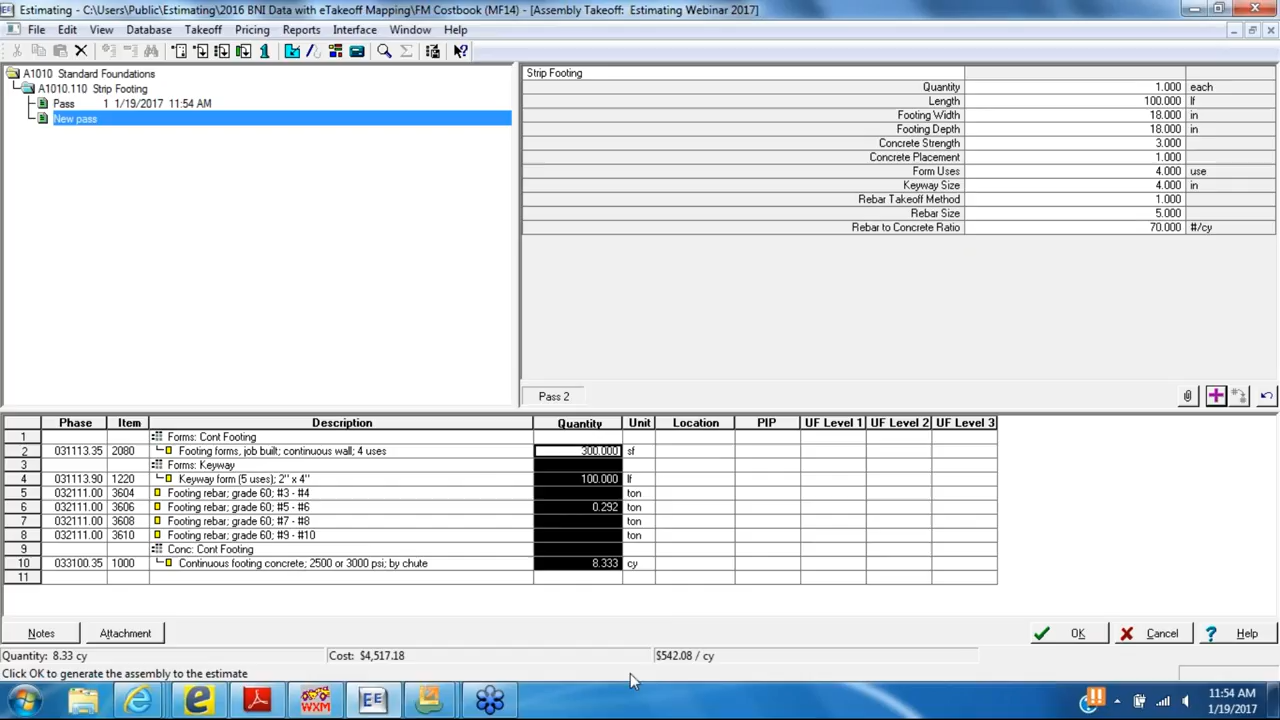 Estimating - C:\Users\Public\Estimating\2016 BNI Data with eTakeoff Mapping\FM Costbook (MF14) - [Assembly Takeoff: Estimating Webinar 2017]
File Edit View Database Takeoff Pricing Reports Interface Window Help
A1010 Standard Foundations
A1010.110 Strip Footing
Pass 1 1/19/2017 11:54 AM
New pass
Strip Footing
Quantity 1.000 each
Length 100.000 lf
Footing Width 18.000 in
Footing Depth 18.000 in
Concrete Strength 3.000
Concrete Placement 1.000
Form Uses 4.000 use
Keyway Size 4.000 in
Rebar Takeoff Method 1.000
Rebar Size 5.000
Rebar to Concrete Ratio 70.000 #/cy
Pass 2
Phase Item Description Quantity Unit Location PIP UF Level 1 UF Level 2 UF Level 3
1 Forms: Cont Footing
2 031113.35 2080 Footing forms, job built; continuous wall; 4 uses 300.000 sf
3 Forms: Keyway
4 031113.90 1220 Keyway form (5 uses); 2" x 4" 100.000 lf
5 032111.00 3604 Footing rebar; grade 60; #3 - #4 ton
6 032111.00 3606 Footing rebar; grade 60; #5 - #6 0.292 ton
7 032111.00 3608 Footing rebar; grade 60; #7 - #8 ton
8 032111.00 3610 Footing rebar; grade 60; #9 - #10 ton
9 Conc: Cont Footing
10 033100.35 1000 Continuous footing concrete; 2500 or 3000 psi; by chute 8.333 cy
11
Notes Attachment OK Cancel Help
Quantity: 8.33 cy Cost: $4,517.18 $542.08 / cy
Click OK to generate the assembly to the estimate
WXM EE
11:54 AM
1/19/2017